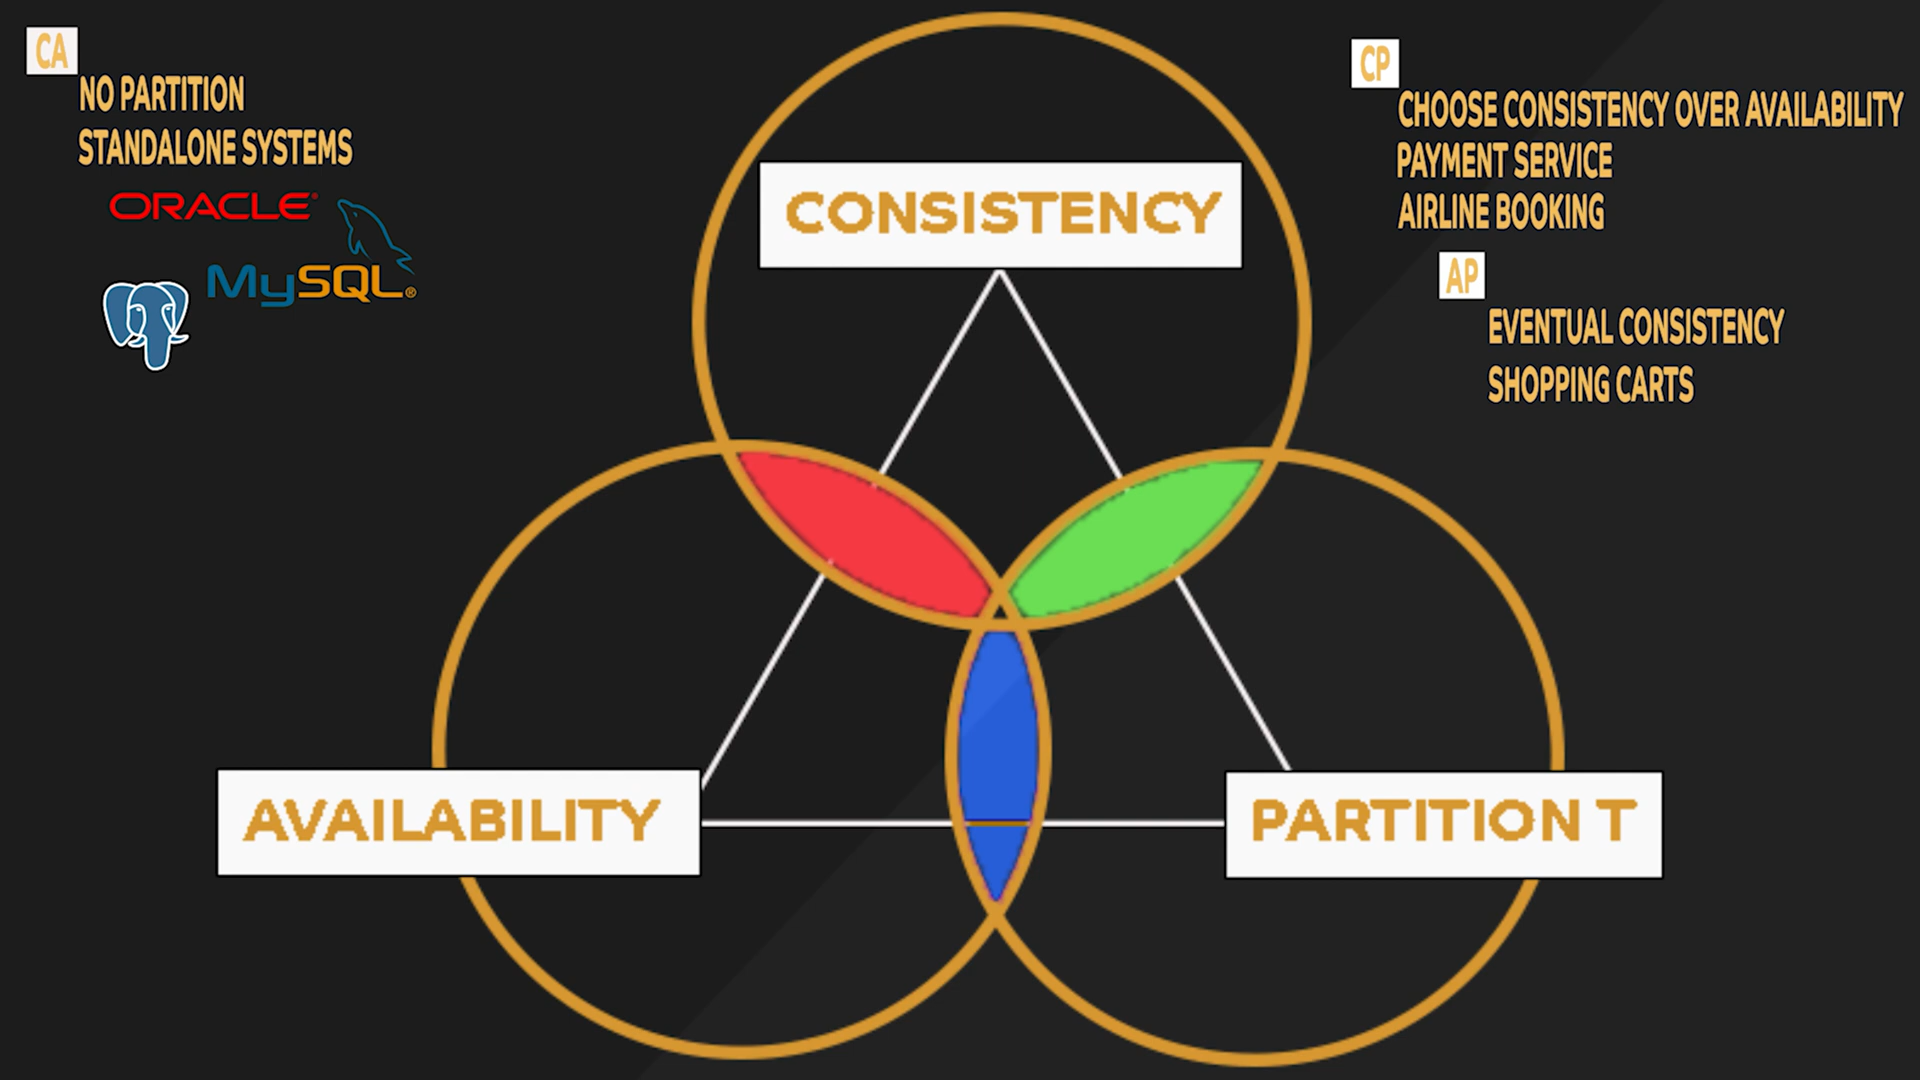 CA
NO PARTITION
STANDALONE SYSTEMS
ORACLE
MySQL®
CP
CHOOSE CONSISTENCY OVER AVAILABILITY
PAYMENT SERVICE
AIRLINE BOOKING
AP
EVENTUAL CONSISTENCY
SHOPPING CARTS
CONSISTENCY
AVAILABILITY
PARTITION T